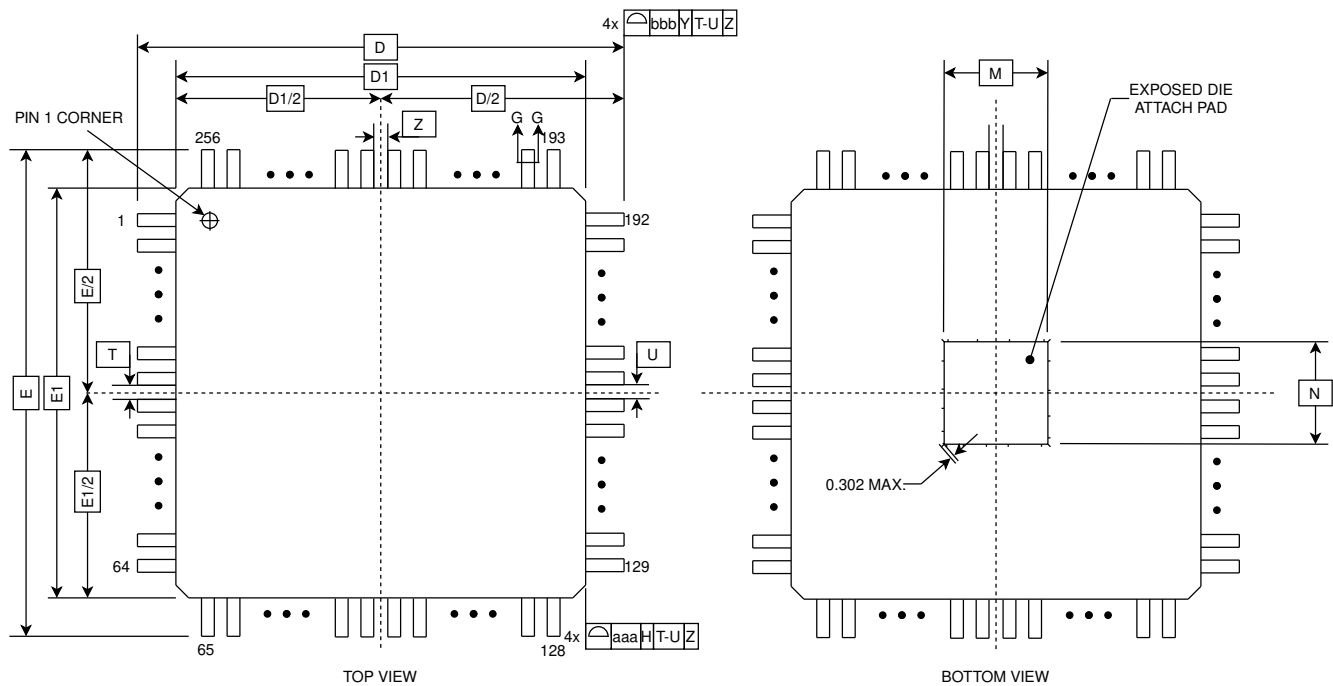 4x bbb Y T-U Z
D
D1
D1/2 D/2
PIN 1 CORNER
256 Z G G 193
1 192
E/2
T U
E E1
E1/2
64 129
65 128
4x aaa H T-U Z
TOP VIEW
M
EXPOSED DIE
ATTACH PAD
N
0.302 MAX.
BOTTOM VIEW